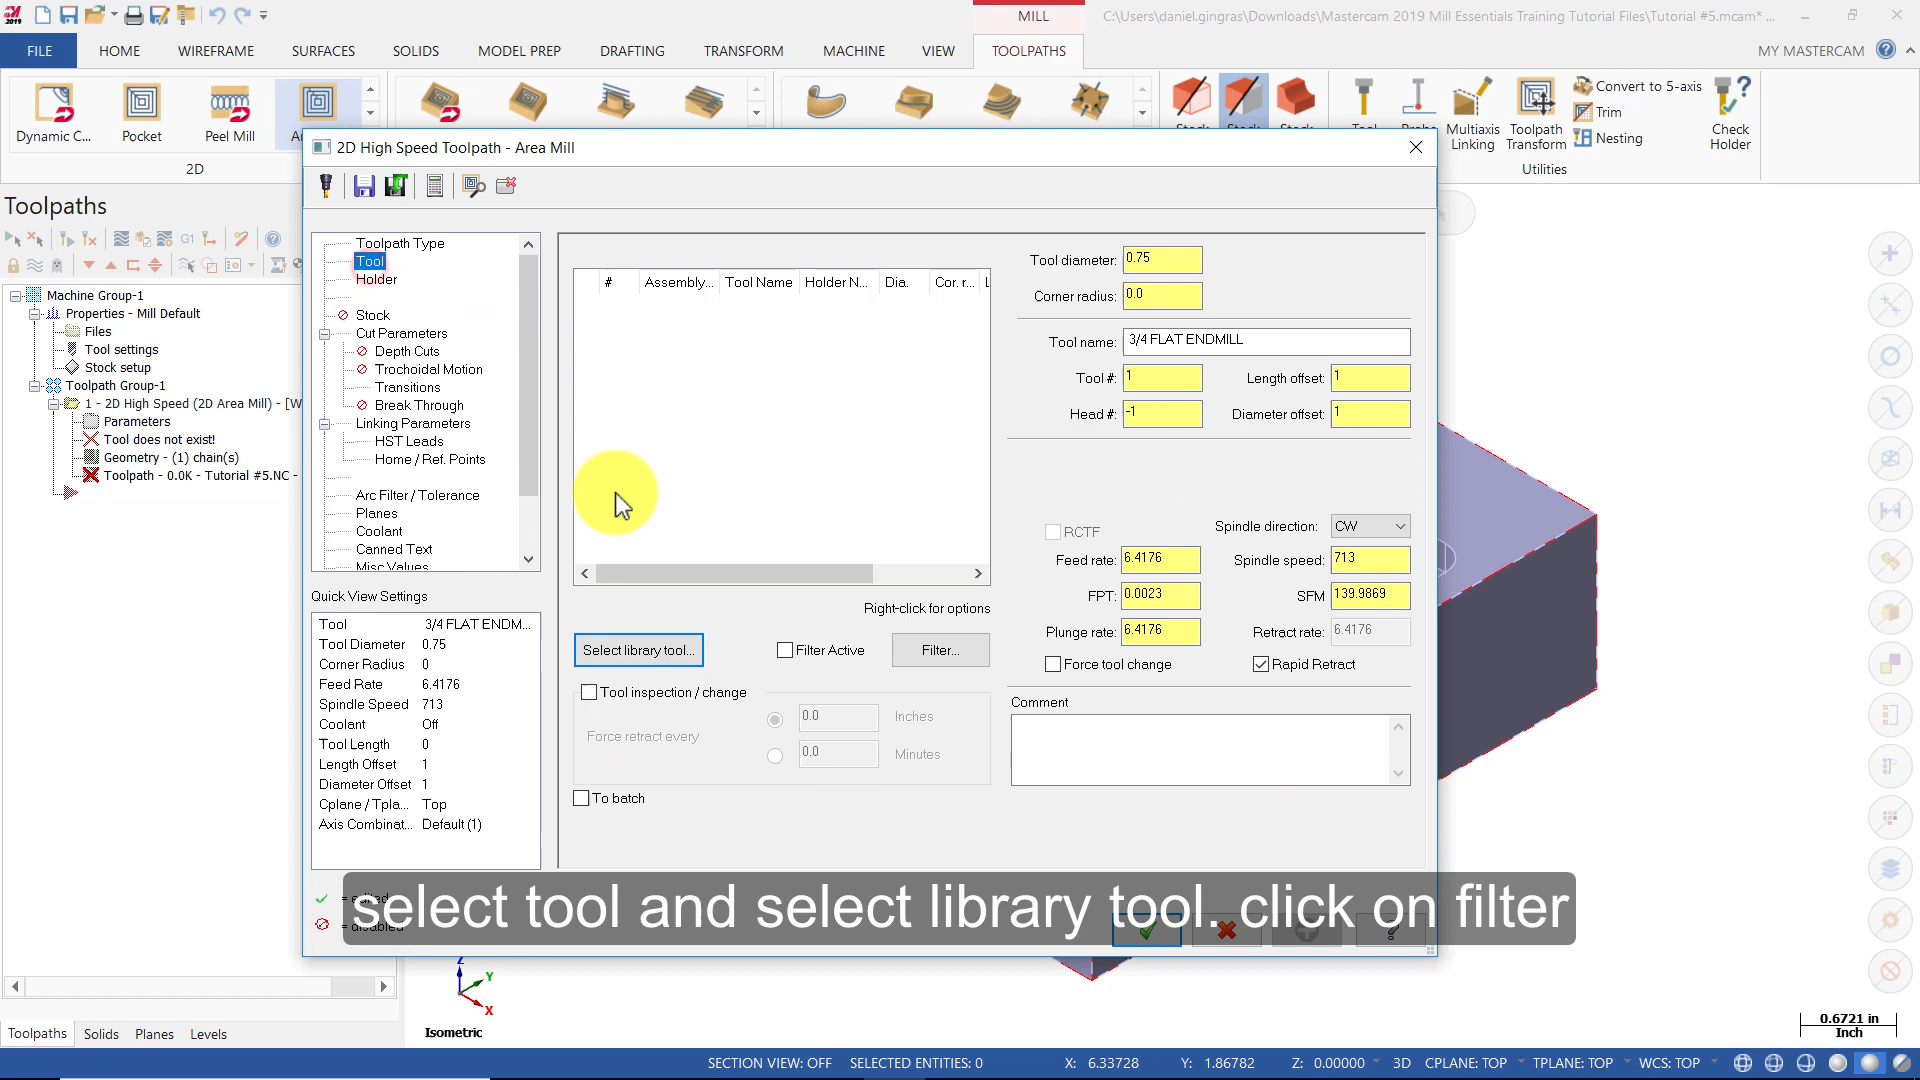 2019
MILL
C:\Users\daniel.gingras\Downloads\Mastercam 2019 Mill Essentials Training Tutorial Files\Tutorial #5.mcam* ...
FILE HOME WIREFRAME SURFACES SOLIDS MODEL PREP DRAFTING TRANSFORM MACHINE VIEW TOOLPATHS MY MASTERCAM
Dynamic C... Pocket Peel Mill
2D
Convert to 5-axis
Trim
Nesting
Multiaxis Linking
Toolpath Transform
Check Holder
Utilities
Toolpaths
G1
Machine Group-1
Properties - Mill Default
Files
Tool settings
Stock setup
Toolpath Group-1
1 - 2D High Speed (2D Area Mill) - [W
Parameters
Tool does not exist!
Geometry - (1) chain(s)
Toolpath - 0.0K - Tutorial #5.NC -
2D High Speed Toolpath - Area Mill
Toolpath Type
Tool
Holder
Stock
Cut Parameters
Depth Cuts
Trochoidal Motion
Transitions
Break Through
Linking Parameters
HST Leads
Home / Ref. Points
Arc Filter / Tolerance
Planes
Coolant
Canned Text
Misc Values
Quick View Settings
Tool 3/4 FLAT ENDM...
Tool Diameter 0.75
Corner Radius 0
Feed Rate 6.4176
Spindle Speed 713
Coolant Off
Tool Length 0
Length Offset 1
Diameter Offset 1
Cplane / Tpla... Top
Axis Combinat... Default (1)
# Assembly... Tool Name Holder N... Dia. Cor. r... L
Right-click for options
Select library tool... Filter Active Filter...
Tool inspection / change
Force retract every
0.0 Inches
0.0 Minutes
To batch
Tool diameter: 0.75
Corner radius: 0.0
Tool name: 3/4 FLAT ENDMILL
Tool #: 1 Length offset: 1
Head #: -1 Diameter offset: 1
RCTF Spindle direction: CW
Feed rate: 6.4176 Spindle speed: 713
FPT: 0.0023 SFM 139.9869
Plunge rate: 6.4176 Retract rate: 6.4176
Force tool change Rapid Retract
Comment
select tool and select library tool. click on filter
Z
Y
X
Isometric
0.6721 in
Inch
Toolpaths Solids Planes Levels
SECTION VIEW: OFF SELECTED ENTITIES: 0 X: 6.33728 Y: 1.86782 Z: 0.00000 3D CPLANE: TOP TPLANE: TOP WCS: TOP